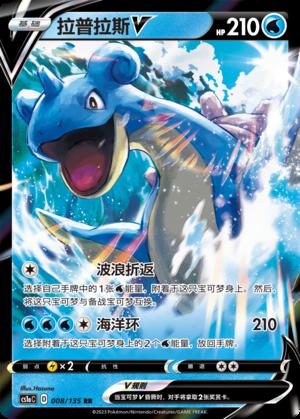 基础
拉普拉斯V
HP 210
波浪折返
选择自己手牌中的1张水能量，附着于这只宝可梦身上。然后，
将这只宝可梦与备战宝可梦互换。
海洋环 210
选择附着于这只宝可梦身上的2个水能量，放回手牌。
弱点 ×2 抗性 撤退
V规则
当宝可梦V昏厥时，对手将拿取2张奖赏卡。
Illus.Hasuno
CS1aC D 008/135 RR
©2023 Pokémon/Nintendo/Creatures/GAME FREAK.